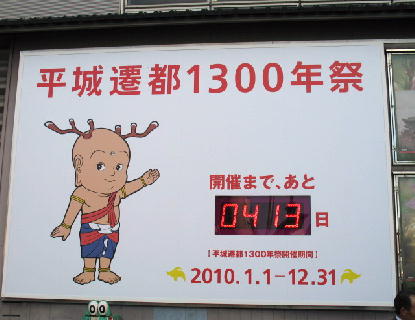 平城遷都1300年祭
開催まで、あと
0413日
【平城遷都1300年祭開催期間】
2010.1.1-12.31